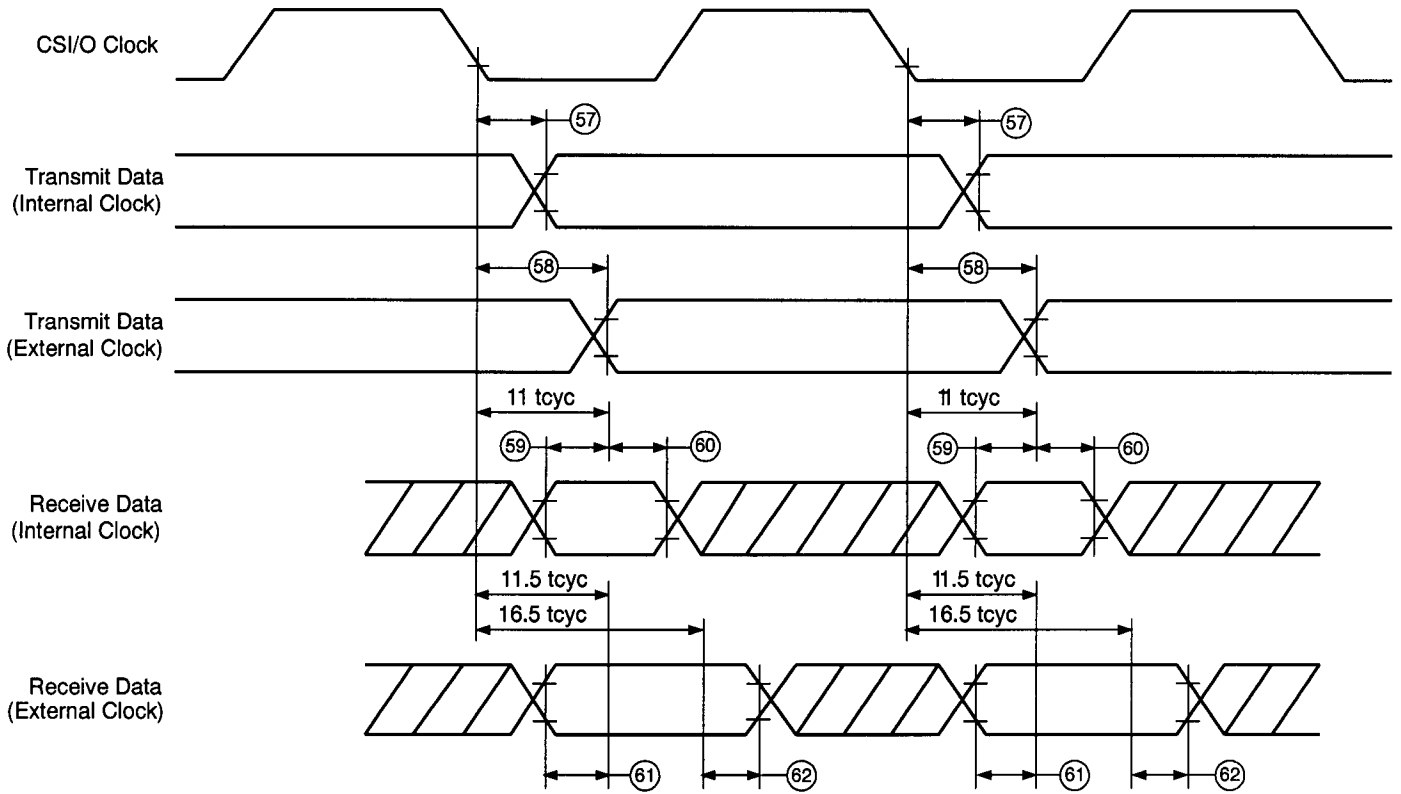 CSI/O Clock
57
57
Transmit Data
(Internal Clock)
58
58
Transmit Data
(External Clock)
11 tcyc
11 tcyc
59
60
59
60
Receive Data
(Internal Clock)
11.5 tcyc
11.5 tcyc
16.5 tcyc
16.5 tcyc
Receive Data
(External Clock)
61
62
61
62